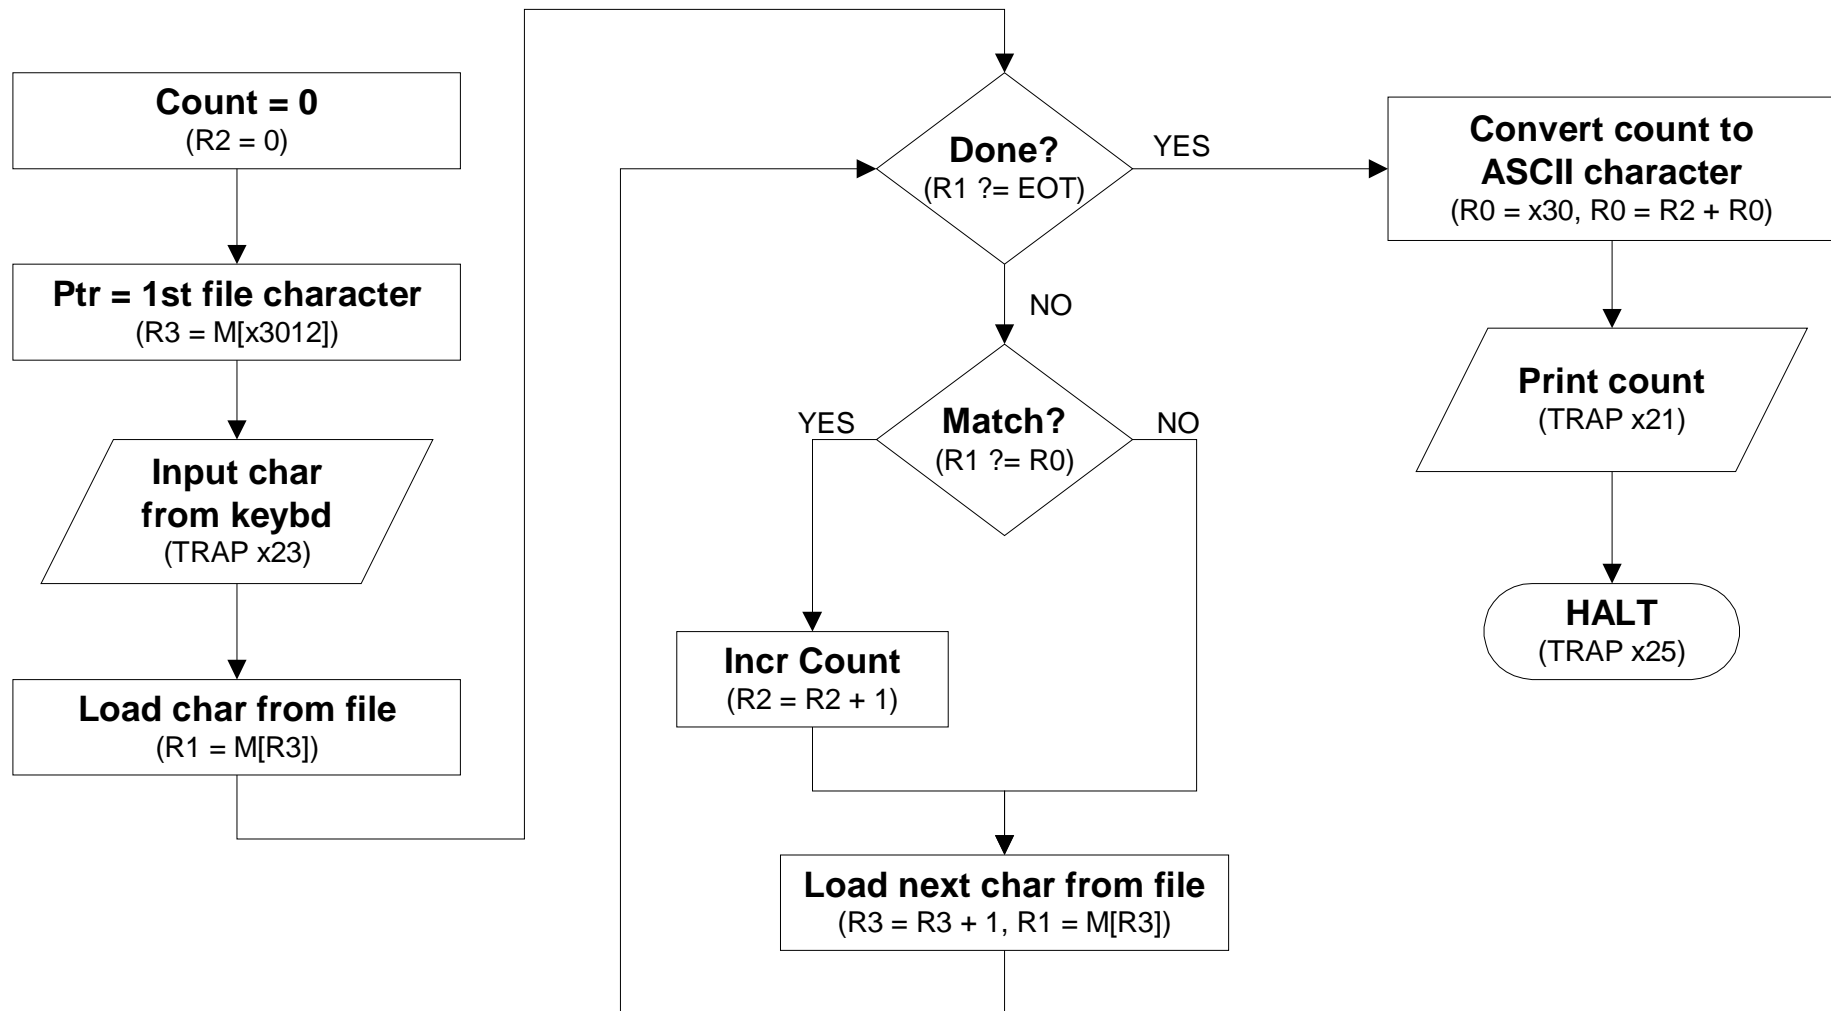 Count = 0
(R2 = 0)
Ptr = 1st file character
(R3 = M[x3012])
Input char
from keybd
(TRAP x23)
Load char from file
(R1 = M[R3])
Done?
(R1 ?= EOT)
YES
NO
Match?
(R1 ?= R0)
YES
NO
Incr Count
(R2 = R2 + 1)
Load next char from file
(R3 = R3 + 1, R1 = M[R3])
Convert count to
ASCII character
(R0 = x30, R0 = R2 + R0)
Print count
(TRAP x21)
HALT
(TRAP x25)